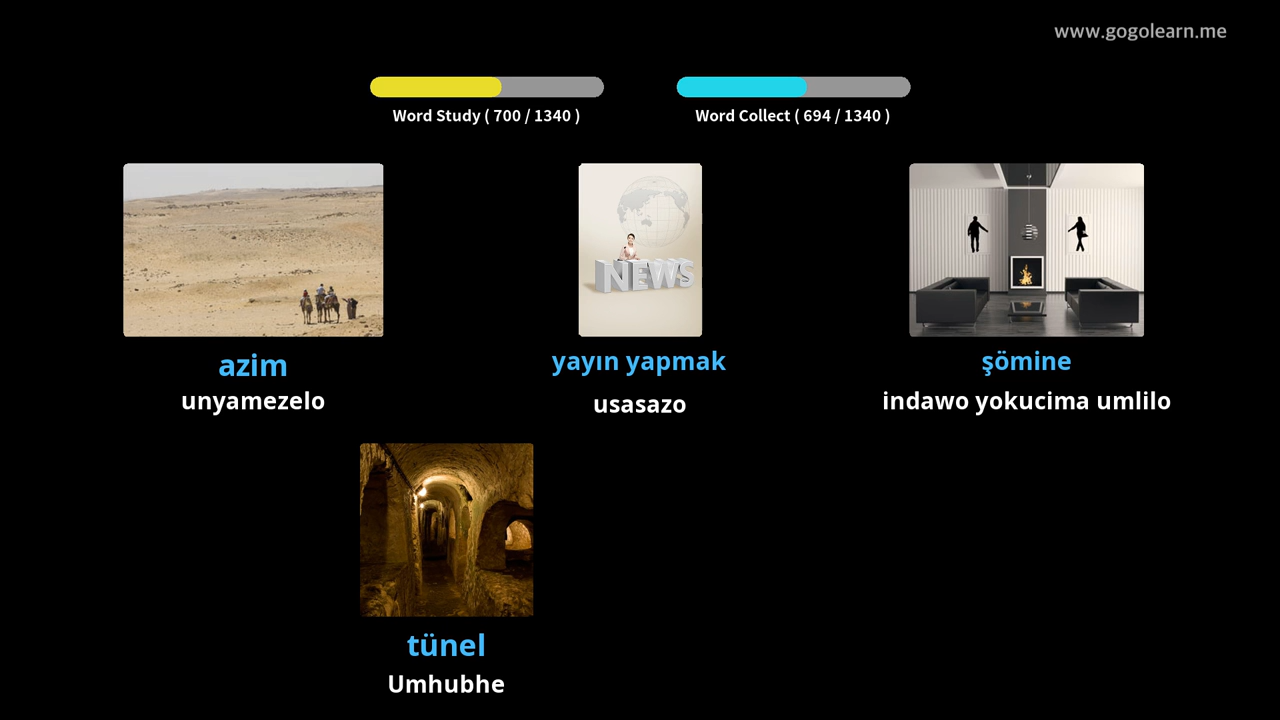 www.gogolearn.me
Word Study ( 700 / 1340 )
Word Collect ( 694 / 1340 )
NEWS
azim
unyamezelo
yayın yapmak
usasazo
şömine
indawo yokucima umlilo
tünel
Umhubhe